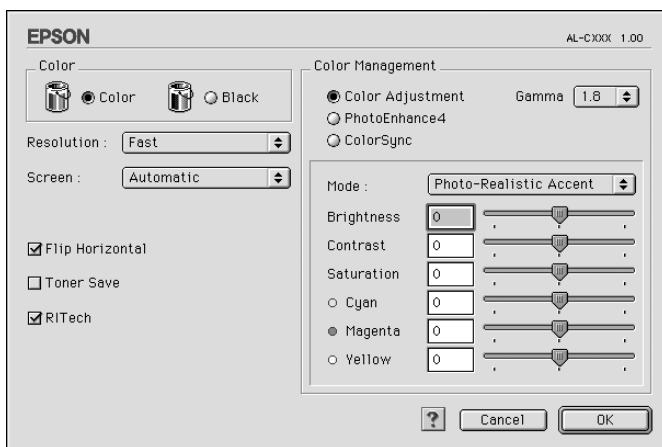 EPSON
AL-CXXX 1.00
Color
Color
Black
Resolution :
Fast
Screen :
Automatic
Flip Horizontal
Toner Save
RITech
Color Management
Color Adjustment
Gamma
1.8
PhotoEnhance4
ColorSync
Mode :
Photo-Realistic Accent
Brightness
0
Contrast
0
Saturation
0
Cyan
0
Magenta
0
Yellow
0
?
Cancel
OK